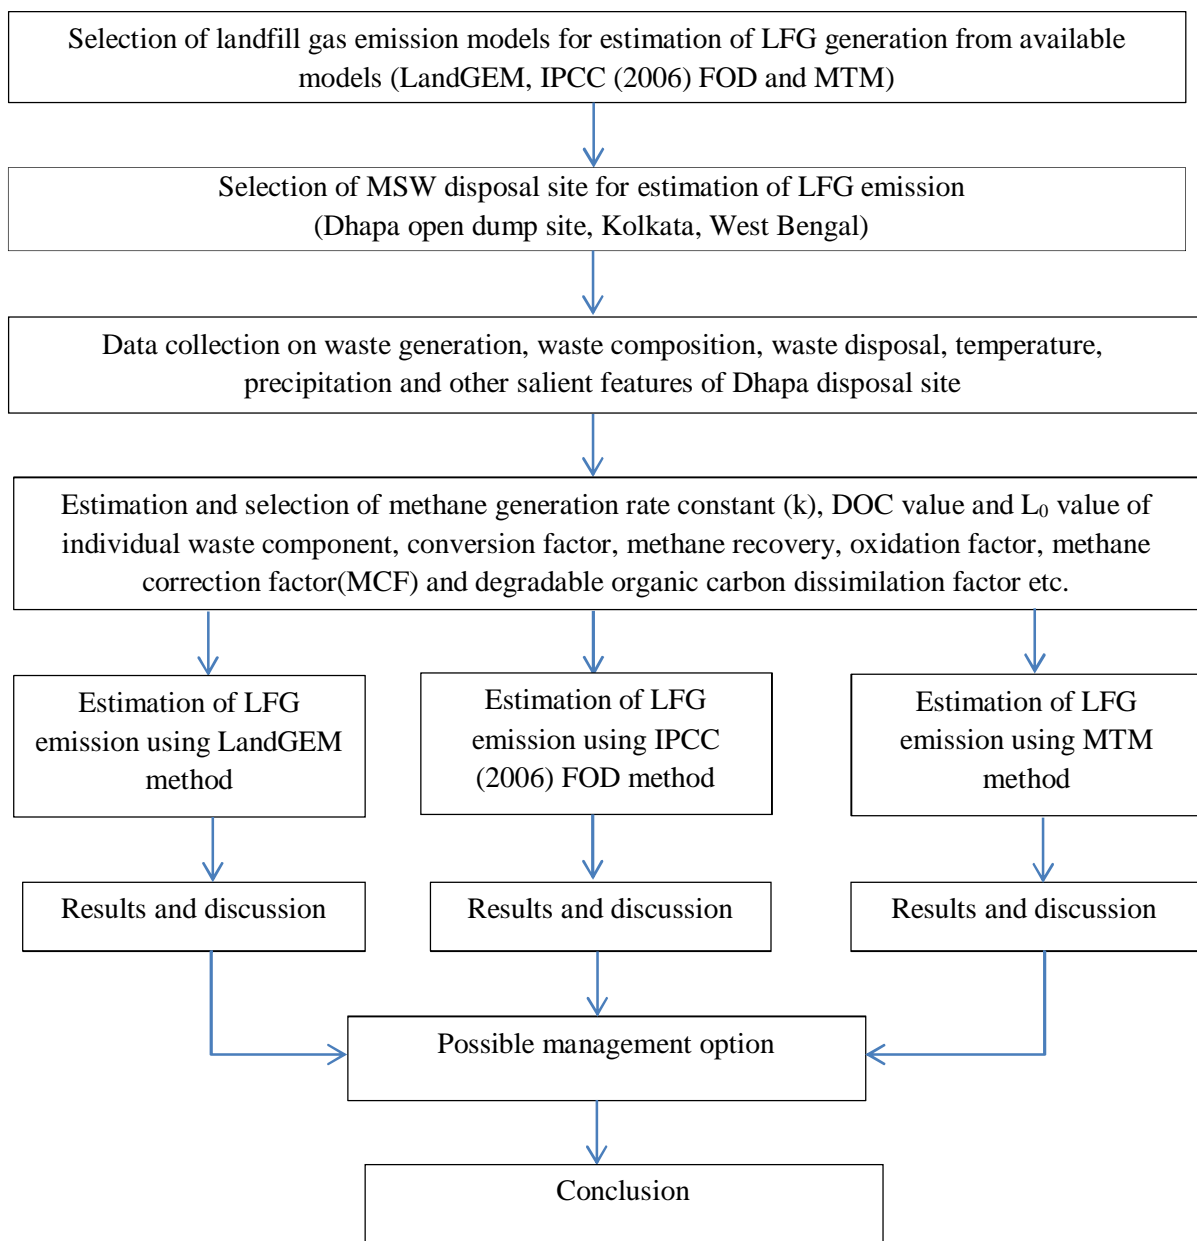 Selection of landfill gas emission models for estimation of LFG generation from available
models (LandGEM, IPCC (2006) FOD and MTM)
Selection of MSW disposal site for estimation of LFG emission
(Dhapa open dump site, Kolkata, West Bengal)
Data collection on waste generation, waste composition, waste disposal, temperature,
precipitation and other salient features of Dhapa disposal site
Estimation and selection of methane generation rate constant (k), DOC value and L₀ value of
individual waste component, conversion factor, methane recovery, oxidation factor, methane
correction factor(MCF) and degradable organic carbon dissimilation factor etc.
Estimation of LFG
emission using LandGEM
method
Estimation of LFG
emission using IPCC
(2006) FOD method
Estimation of LFG
emission using MTM
method
Results and discussion
Results and discussion
Results and discussion
Possible management option
Conclusion